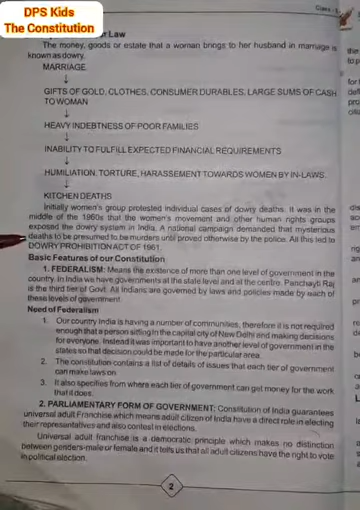 DPS Kids
The Constitution
Class - 
or Law
The money, goods or estate that a woman brings to her husband in marriage is
known as dowry.
MARRIAGE
↓
GIFTS OF GOLD, CLOTHES, CONSUMER DURABLES, LARGE SUMS OF CASH
TO WOMAN
↓
HEAVY INDEBTNESS OF POOR FAMILIES
↓
INABILITY TO FULFILL EXPECTED FINANCIAL REQUIREMENTS
↓
HUMILIATION, TORTURE, HARASSEMENT TOWARDS WOMEN BY IN-LAWS.
↓
KITCHEN DEATHS
Initially women's group protested individual cases of dowry deaths. It was in the
middle of the 1960s that the women's movement and other human rights groups
exposed the dowry system in India. A national campaign demanded that mysterious
deaths to be presumed to be murders until proved otherwise by the police. All this led to
DOWRY PROHIBITION ACT OF 1961.
Basic Features of our Constitution
1. FEDERALISM: Means the existence of more than one level of government in the
country. In India we have governments at the state level and at the centre. Panchayti Raj
is the third tier of Govt. All Indians are governed by laws and policies made by each of
these levels of government.
Need of Federalism
1. Our country India is having a number of communities, therefore it is not required
enough that a person sitting in the capital city of New Delhi and making decisions
for everyone. Instead it was important to have another level of government in the
states so that decision could be made for the particular area.
2. The constitution contains a list of details of issues that each tier of government
can make laws on.
3. It also specifies from where each tier of government can get money for the work
that it does.
2. PARLIAMENTARY FORM OF GOVERNMENT: Constitution of India guarantees
universal adult Franchise which means adult citizen of India have a direct role in electing
their representatives and also contest in elections.
Universal adult franchise is a democratic principle which makes no distinction
between genders-male or female and it tells us that all adult citizens have the right to vote
in political election.
2